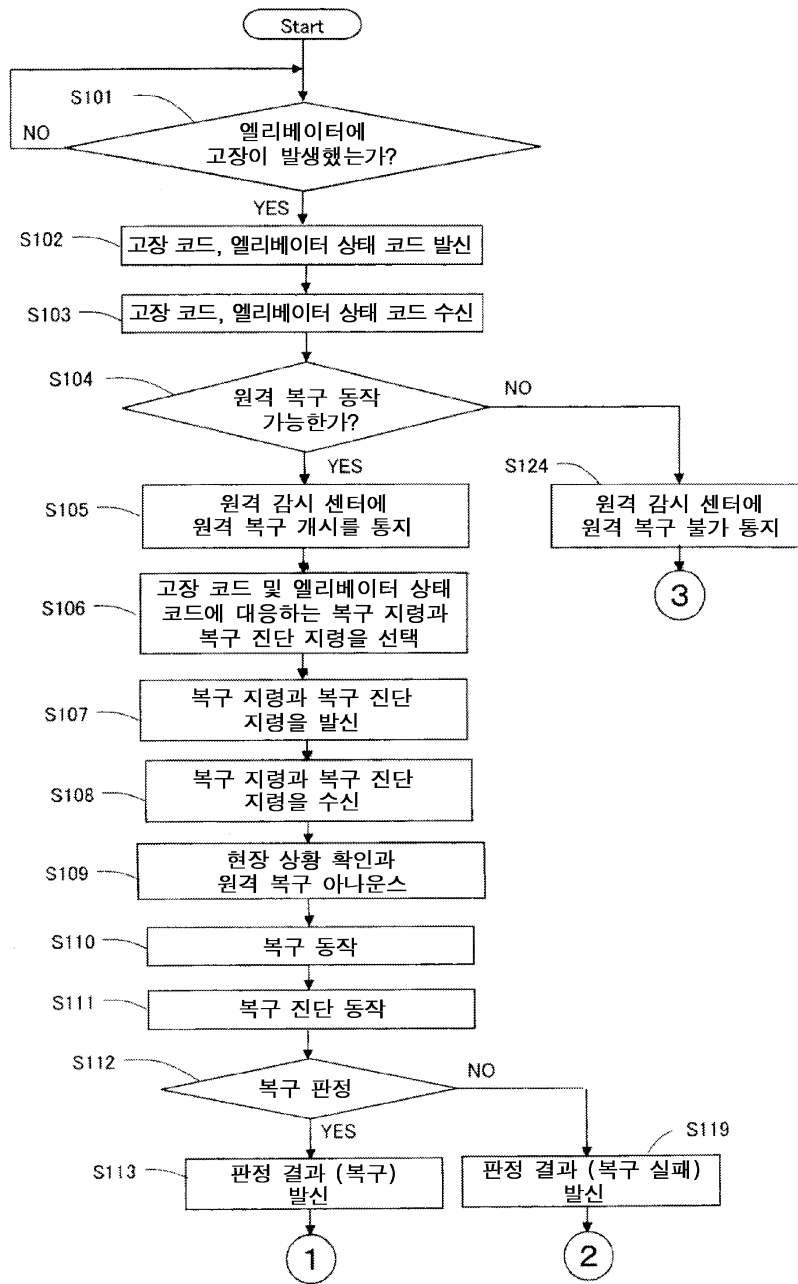 Start
S101
엘리베이터에
고장이 발생했는가?
NO
YES
S102
고장 코드, 엘리베이터 상태 코드 발신
S103
고장 코드, 엘리베이터 상태 코드 수신
S104
원격 복구 동작
가능한가?
NO
YES
S105
원격 감시 센터에
원격 복구 개시를 통지
S124
원격 감시 센터에
원격 복구 불가 통지
3
S106
고장 코드 및 엘리베이터 상태
코드에 대응하는 복구 지령과
복구 진단 지령을 선택
S107
복구 지령과 복구 진단
지령을 발신
S108
복구 지령과 복구 진단
지령을 수신
S109
현장 상황 확인과
원격 복구 아나운스
S110
복구 동작
S111
복구 진단 동작
S112
복구 판정
NO
YES
S113
판정 결과 (복구)
발신
S119
판정 결과 (복구 실패)
발신
1
2